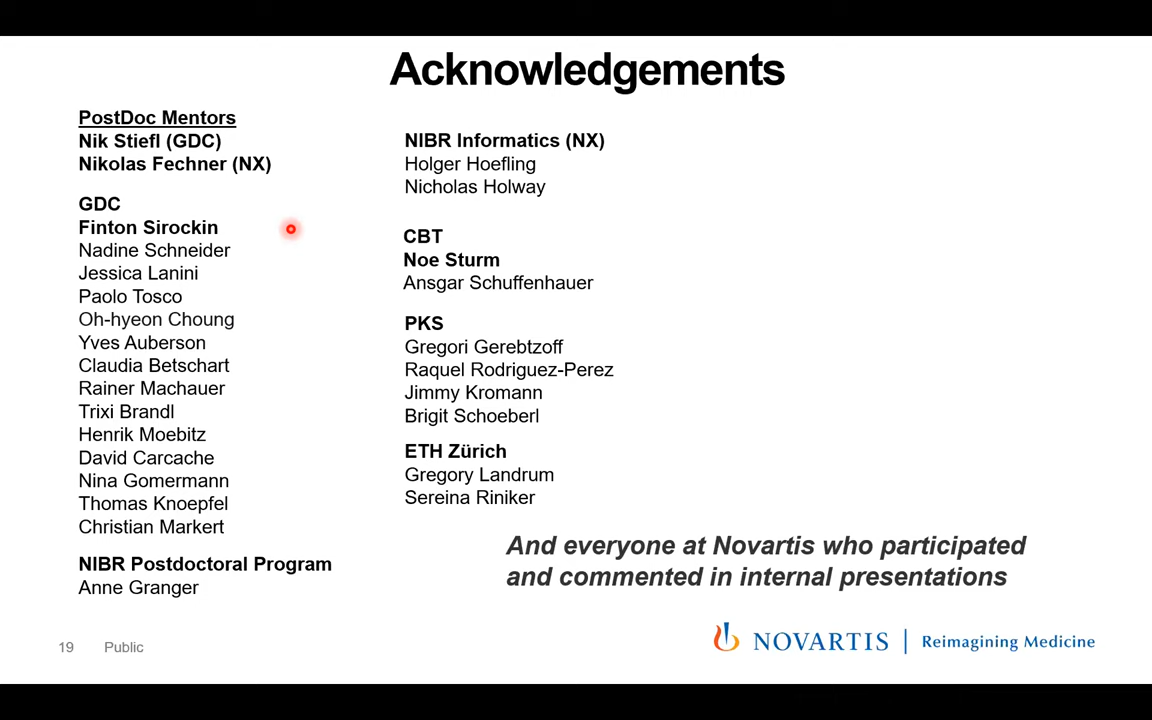 Acknowledgements
PostDoc Mentors
Nik Stiefl (GDC)
Nikolas Fechner (NX)
GDC
Finton Sirockin
Nadine Schneider
Jessica Lanini
Paolo Tosco
Oh-hyeon Choung
Yves Auberson
Claudia Betschart
Rainer Machauer
Trixi Brandl
Henrik Moebitz
David Carcache
Nina Gomermann
Thomas Knoepfel
Christian Markert
NIBR Postdoctoral Program
Anne Granger
NIBR Informatics (NX)
Holger Hoefling
Nicholas Holway
CBT
Noe Sturm
Ansgar Schuffenhauer
PKS
Gregori Gerebtzoff
Raquel Rodriguez-Perez
Jimmy Kromann
Brigit Schoeberl
ETH Zürich
Gregory Landrum
Sereina Riniker
And everyone at Novartis who participated
and commented in internal presentations
19 Public
NOVARTIS | Reimagining Medicine